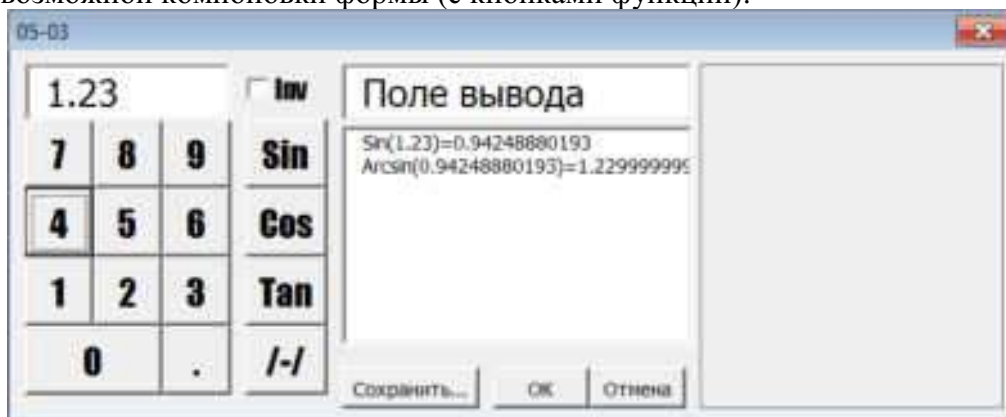 возможной компоновки формы (с кнопками функций).
05-03
1.23
Inv
Поле вывода
7 8 9 Sin
Sin(1.23)=0.94248880193
Arcsin(0.94248880193)=1.229999999
4 5 6 Cos
1 2 3 Tan
0 . /-/
Сохранить... ОК Отмена